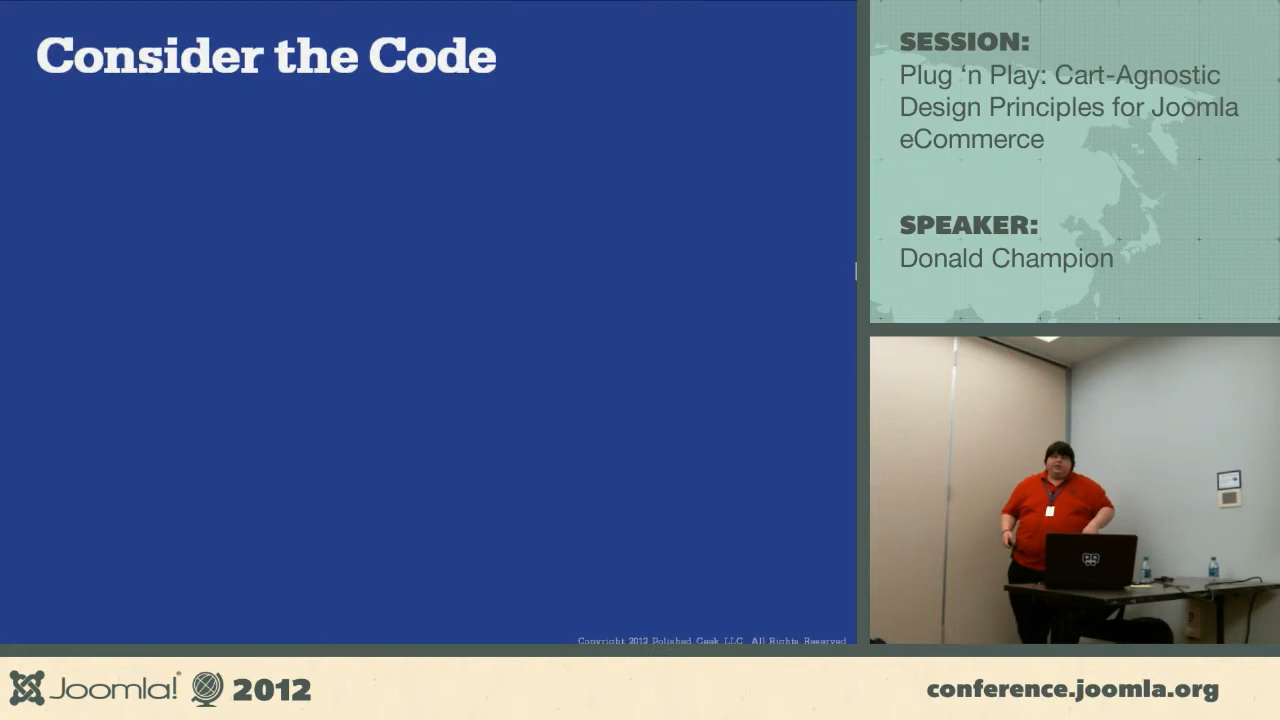 Consider the Code
Copyright 2012 Polished Geek LLC. All Rights Reserved
SESSION:
Plug ‘n Play: Cart-Agnostic
Design Principles for Joomla
eCommerce
SPEAKER:
Donald Champion
Joomla! 2012
conference.joomla.org